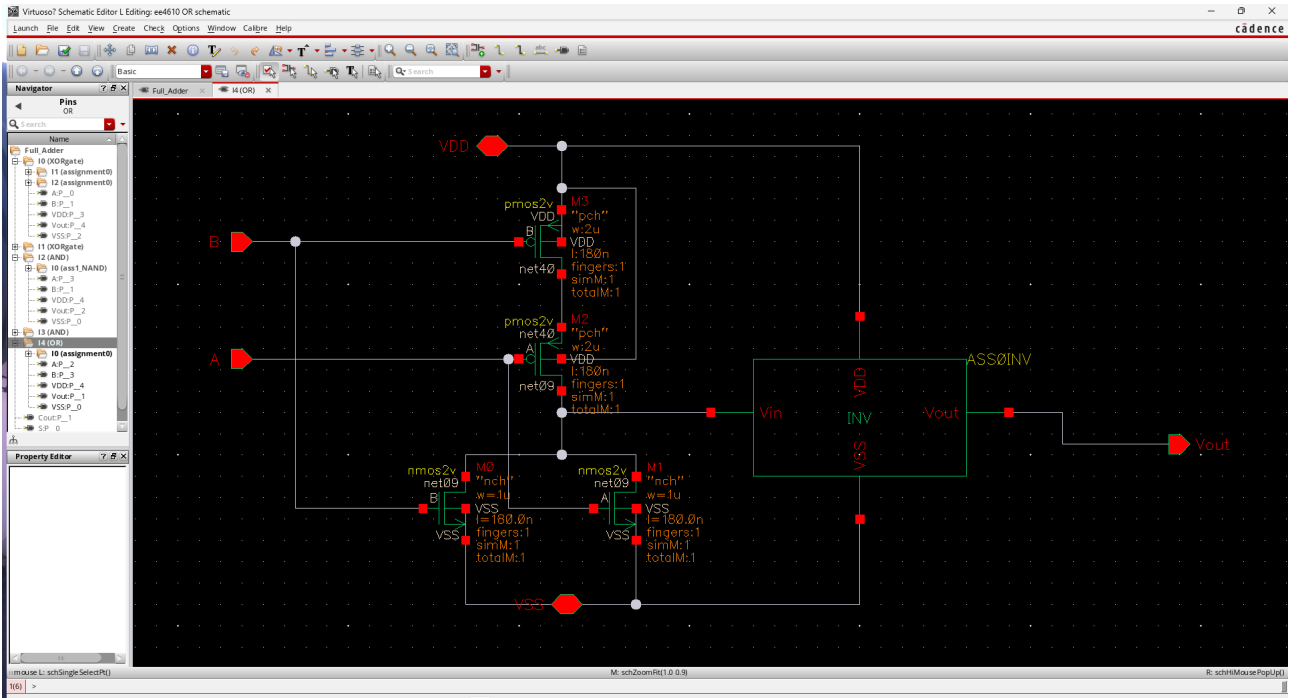 Virtuoso? Schematic Editor L Editing: ee4610 OR schematic
Launch File Edit View Create Check Options Window Calibre Help
cādence
Basic
Search
Navigator
Full_Adder
I4 (OR)
Pins
OR
Search
Name
Full_Adder
I0 (XORgate)
I1 (assignment0)
I2 (assignment0)
A:P__0
B:P__1
VDD:P__3
Vout:P__4
VSS:P__2
I1 (XORgate)
I2 (AND)
I0 (ass1_NAND)
A:P__3
B:P__1
VDD:P__4
Vout:P__2
VSS:P__0
I3 (AND)
I4 (OR)
I0 (assignment0)
A:P__2
B:P__3
VDD:P__4
Vout:P__1
VSS:P__0
Cout:P__1
S:P__0
Property Editor
VDD
pmos2v
M3
VDD
"pch"
B
w:2u
VDD
l:180n
net40
fingers:1
simM:1
totalM:1
B
pmos2v
M2
net40
"pch"
A
w:2u
VDD
l:180n
net09
fingers:1
simM:1
totalM:1
A
ASS0INV
VDD
Vin
INV
Vout
VSS
Vout
nmos2v
M0
net09
"nch"
B
w=1u
VSS
l=180.0n
VSS
fingers:1
simM:1
totalM:1
nmos2v
M1
net09
"nch"
A
w=1u
VSS
l=180.0n
VSS
fingers:1
simM:1
totalM:1
VSS
mouse L: schSingleSelectPt()
M: schZoomFit(1.0 0.9)
R: schHiMousePopUp()
1(6)
>